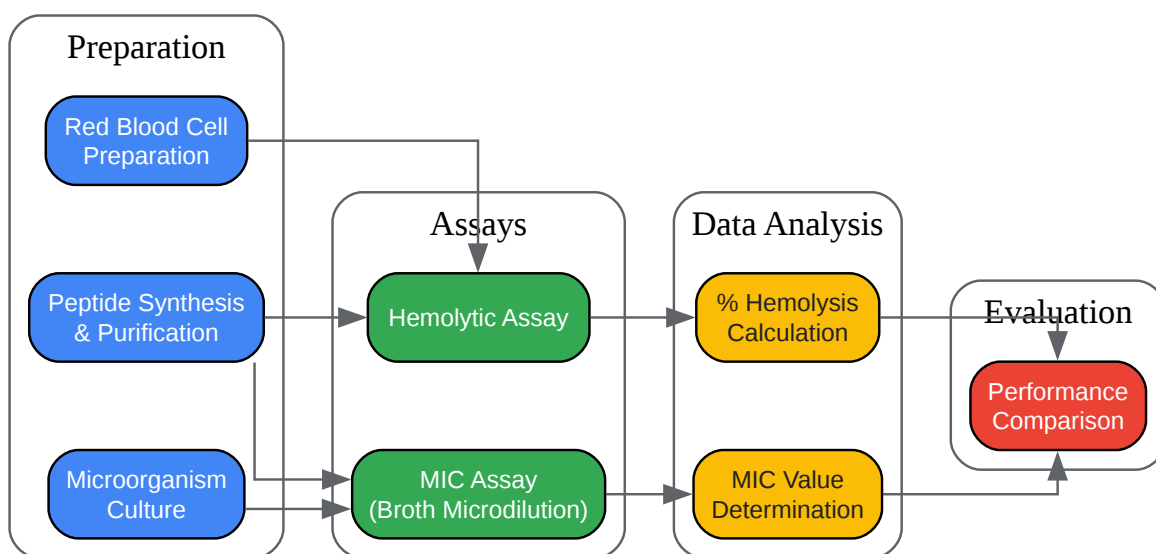 Preparation
Red Blood Cell
Preparation
Peptide Synthesis
& Purification
Microorganism
Culture
Assays
Hemolytic Assay
MIC Assay
(Broth Microdilution)
Data Analysis
% Hemolysis
Calculation
MIC Value
Determination
Evaluation
Performance
Comparison